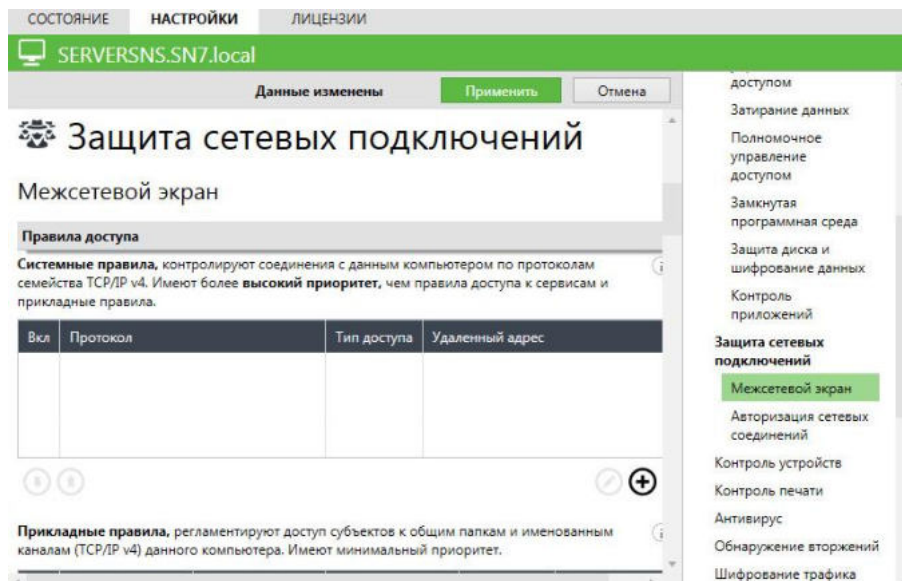 СОСТОЯНИЕ НАСТРОЙКИ ЛИЦЕНЗИИ
SERVERSNS.SN7.local
Данные изменены Применить Отмена
Защита сетевых подключений
Межсетевой экран
Правила доступа
Системные правила, контролируют соединения с данным компьютером по протоколам
семейства TCP/IP v4. Имеют более высокий приоритет, чем правила доступа к сервисам и
прикладные правила.
Вкл Протокол Тип доступа Удаленный адрес
Прикладные правила, регламентируют доступ субъектов к общим папкам и именованным
каналам (TCP/IP v4) данного компьютера. Имеют минимальный приоритет.
доступом
Затирание данных
Полномочное
управление
доступом
Замкнутая
программная среда
Защита диска и
шифрование данных
Контроль
приложений
Защита сетевых
подключений
Межсетевой экран
Авторизация сетевых
соединений
Контроль устройств
Контроль печати
Антивирус
Обнаружение вторжений
Шифрование трафика